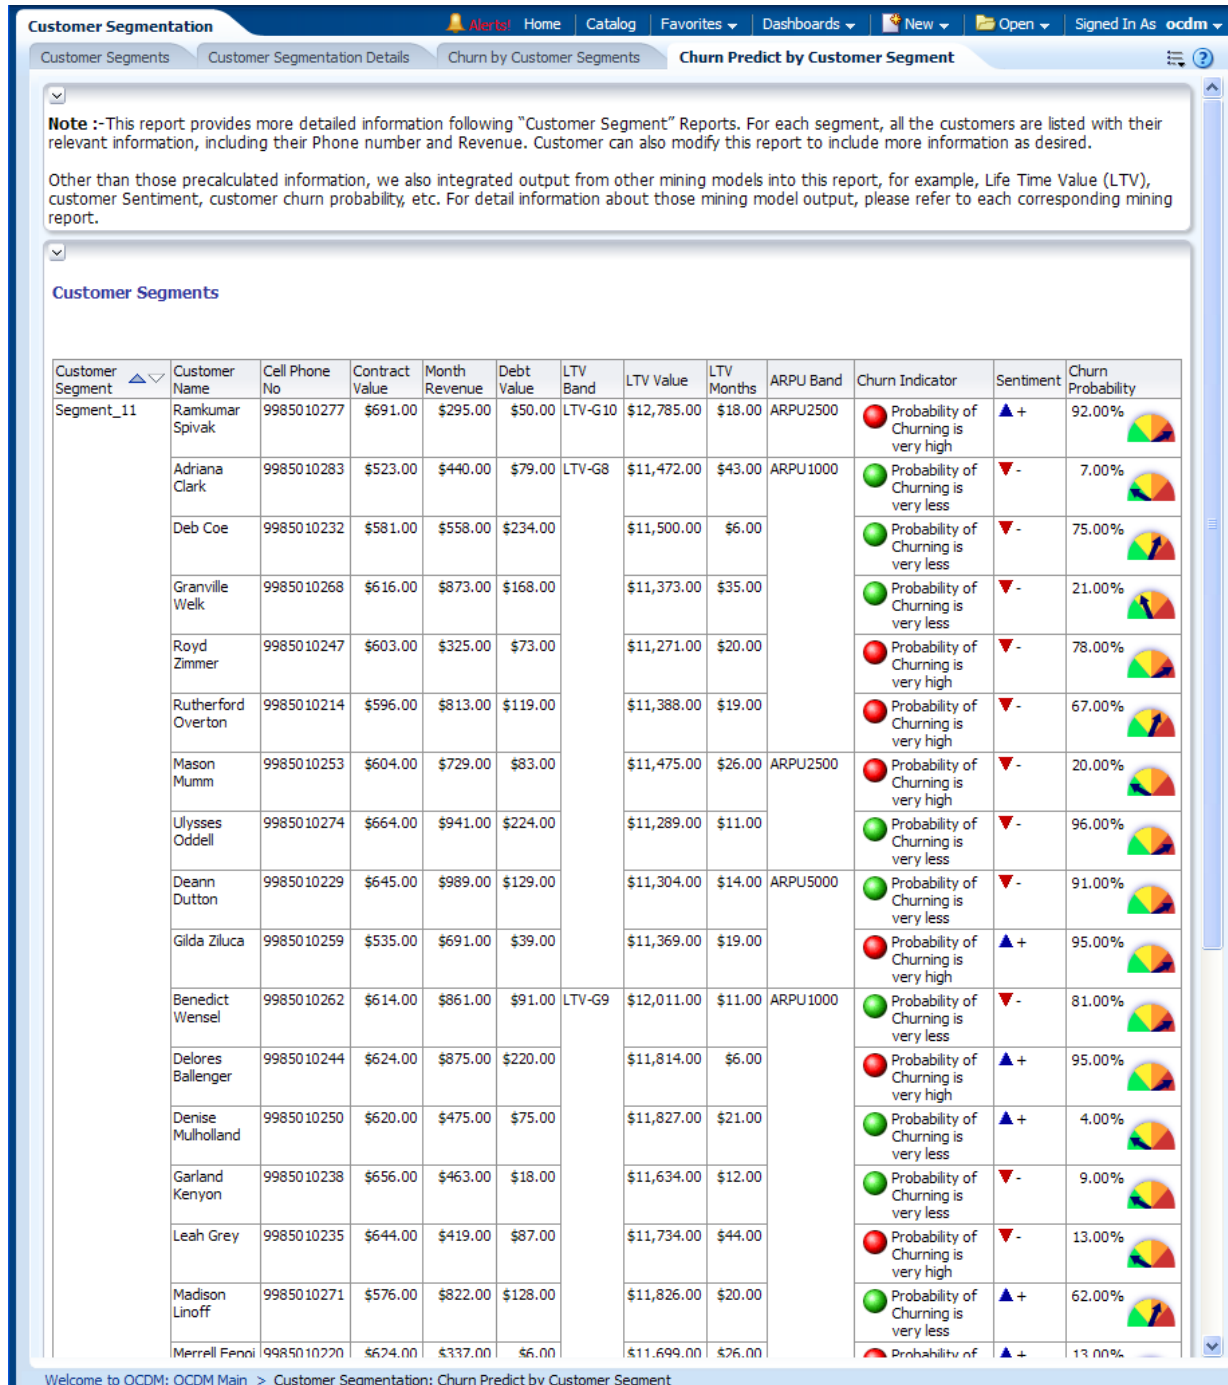 Customer Segmentation
Alerts! Home Catalog Favorites Dashboards New Open Signed In As ocdm
Customer Segments Customer Segmentation Details Churn by Customer Segments Churn Predict by Customer Segment
Note :-This report provides more detailed information following “Customer Segment” Reports. For each segment, all the customers are listed with their
relevant information, including their Phone number and Revenue. Customer can also modify this report to include more information as desired.
Other than those precalculated information, we also integrated output from other mining models into this report, for example, Life Time Value (LTV),
customer Sentiment, customer churn probability, etc. For detail information about those mining model output, please refer to each corresponding mining
report.
Customer Segments
Customer Segment Customer Name Cell Phone No Contract Value Month Revenue Debt Value LTV Band LTV Value LTV Months ARPU Band Churn Indicator Sentiment Churn Probability
Segment_11 Ramkumar Spivak 9985010277 $691.00 $295.00 $50.00 LTV-G10 $12,785.00 $18.00 ARPU2500 Probability of Churning is very high + 92.00%
Adriana Clark 9985010283 $523.00 $440.00 $79.00 LTV-G8 $11,472.00 $43.00 ARPU1000 Probability of Churning is very less - 7.00%
Deb Coe 9985010232 $581.00 $558.00 $234.00 $11,500.00 $6.00 Probability of Churning is very less - 75.00%
Granville Welk 9985010268 $616.00 $873.00 $168.00 $11,373.00 $35.00 Probability of Churning is very less - 21.00%
Royd Zimmer 9985010247 $603.00 $325.00 $73.00 $11,271.00 $20.00 Probability of Churning is very high - 78.00%
Rutherford Overton 9985010214 $596.00 $813.00 $119.00 $11,388.00 $19.00 Probability of Churning is very high - 67.00%
Mason Mumm 9985010253 $604.00 $729.00 $83.00 $11,475.00 $26.00 ARPU2500 Probability of Churning is very high - 20.00%
Ulysses Oddell 9985010274 $664.00 $941.00 $224.00 $11,289.00 $11.00 Probability of Churning is very less - 96.00%
Deann Dutton 9985010229 $645.00 $989.00 $129.00 $11,304.00 $14.00 ARPU5000 Probability of Churning is very less - 91.00%
Gilda Ziluca 9985010259 $535.00 $691.00 $39.00 $11,369.00 $19.00 Probability of Churning is very high + 95.00%
Benedict Wensel 9985010262 $614.00 $861.00 $91.00 LTV-G9 $12,011.00 $11.00 ARPU1000 Probability of Churning is very less - 81.00%
Delores Ballenger 9985010244 $624.00 $875.00 $220.00 $11,814.00 $6.00 Probability of Churning is very high + 95.00%
Denise Mulholland 9985010250 $620.00 $475.00 $75.00 $11,827.00 $21.00 Probability of Churning is very less + 4.00%
Garland Kenyon 9985010238 $656.00 $463.00 $18.00 $11,634.00 $12.00 Probability of Churning is very less - 9.00%
Leah Grey 9985010235 $644.00 $419.00 $87.00 $11,734.00 $44.00 Probability of Churning is very high - 13.00%
Madison Linoff 9985010271 $576.00 $822.00 $128.00 $11,826.00 $20.00 Probability of Churning is very less + 62.00%
Merrell 9985010220 $624.00 $337.00 $6.00 $11,699.00 $26.00 Probability of + 13.00%
Welcome to OCDM: OCDM Main > Customer Segmentation: Churn Predict by Customer Segment